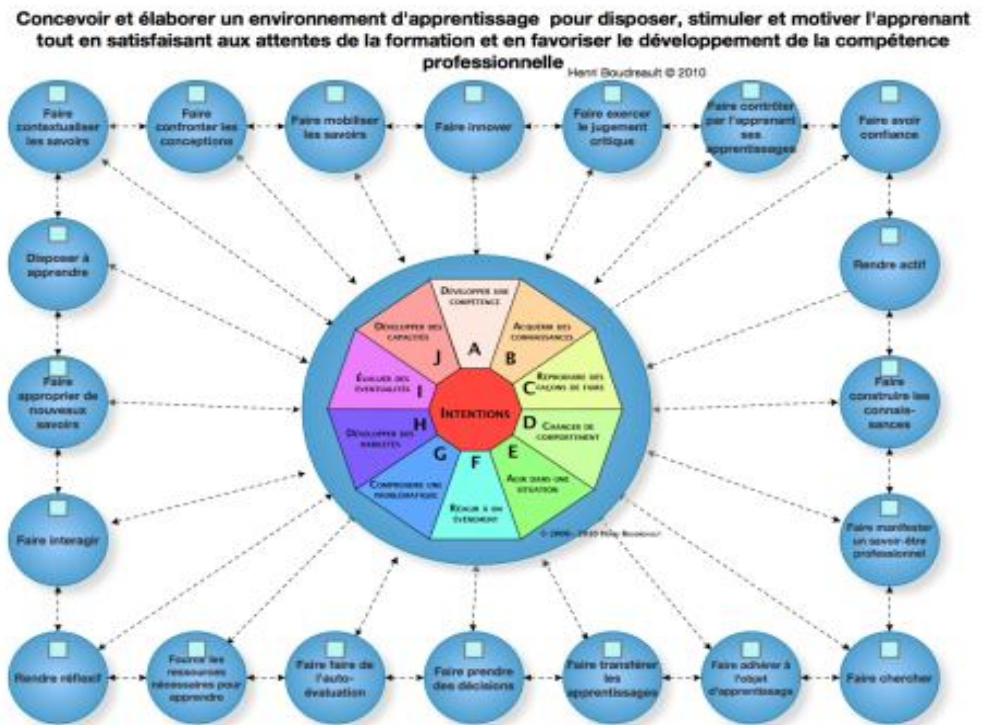 Concevoir et élaborer un environnement d'apprentissage pour disposer, stimuler et motiver l'apprenant
tout en satisfaisant aux attentes de la formation et en favoriser le développement de la compétence
professionnelle
Henri Boudreault © 2010
Faire
contextualiser
les savoirs
Faire
confronter les
conceptions
Faire mobiliser
les savoirs
Faire innover
Faire exercer
le jugement
critique
Faire contrôler
par l'apprenant
ses
apprentissages
Faire avoir
confiance
Disposer à
apprendre
Rendre actif
Faire
approprier de
nouveaux
savoirs
Faire
construire les
connais-
sances
Faire interagir
Faire manifester
un savoir-être
professionnel
Rendre réflexif
Fournir les
ressources
nécessaires pour
apprendre
Faire faire de
l'auto-
évaluation
Faire prendre
des décisions
Faire transférer
les
apprentissages
Faire adhérer à
l'objet
d'apprentissage
Faire chercher
Développer une
compétence
A
Acquérir des
connaissances
B
Reproduire des
façons de faire
C
Changer de
comportement
D
Agir dans une
situation
E
Réagir à un
événement
F
Comprendre une
problématique
G
Développer des
habiletés
H
Évaluer des
éventualités
I
Développer des
capacités
J
Intentions
© 2000 - 2010 Henri Boudreault